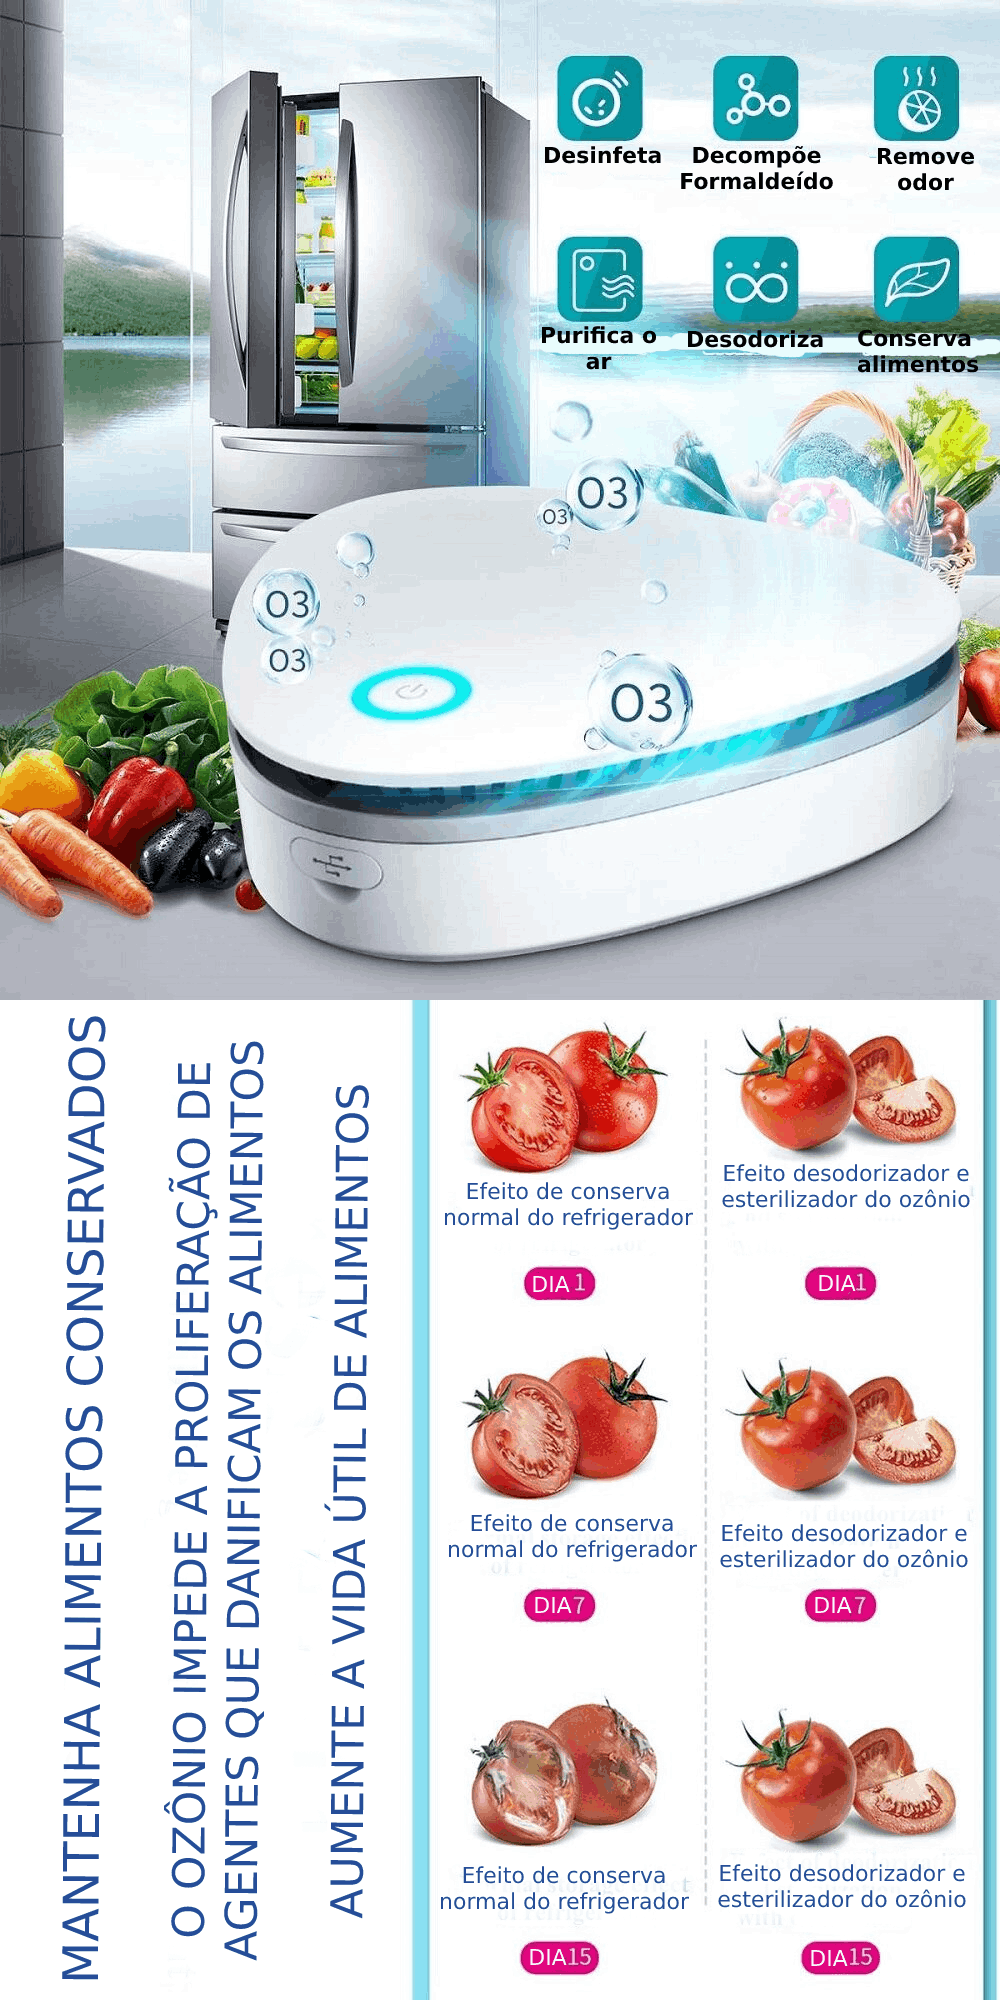 Desinfeta
Decompõe
Formaldeído
Remove
odor
Purifica o
ar
Desodoriza
Conserva
alimentos
O3
O3
O3
O3
O3
MANTENHA ALIMENTOS CONSERVADOS
O OZÔNIO IMPEDE A PROLIFERAÇÃO DE
AGENTES QUE DANIFICAM OS ALIMENTOS
AUMENTE A VIDA ÚTIL DE ALIMENTOS
Efeito de conserva
normal do refrigerador
DIA 1
Efeito desodorizador e
esterilizador do ozônio
DIA1
Efeito de conserva
normal do refrigerador
DIA7
Efeito desodorizador e
esterilizador do ozônio
DIA7
Efeito de conserva
normal do refrigerador
DIA15
Efeito desodorizador e
esterilizador do ozônio
DIA15